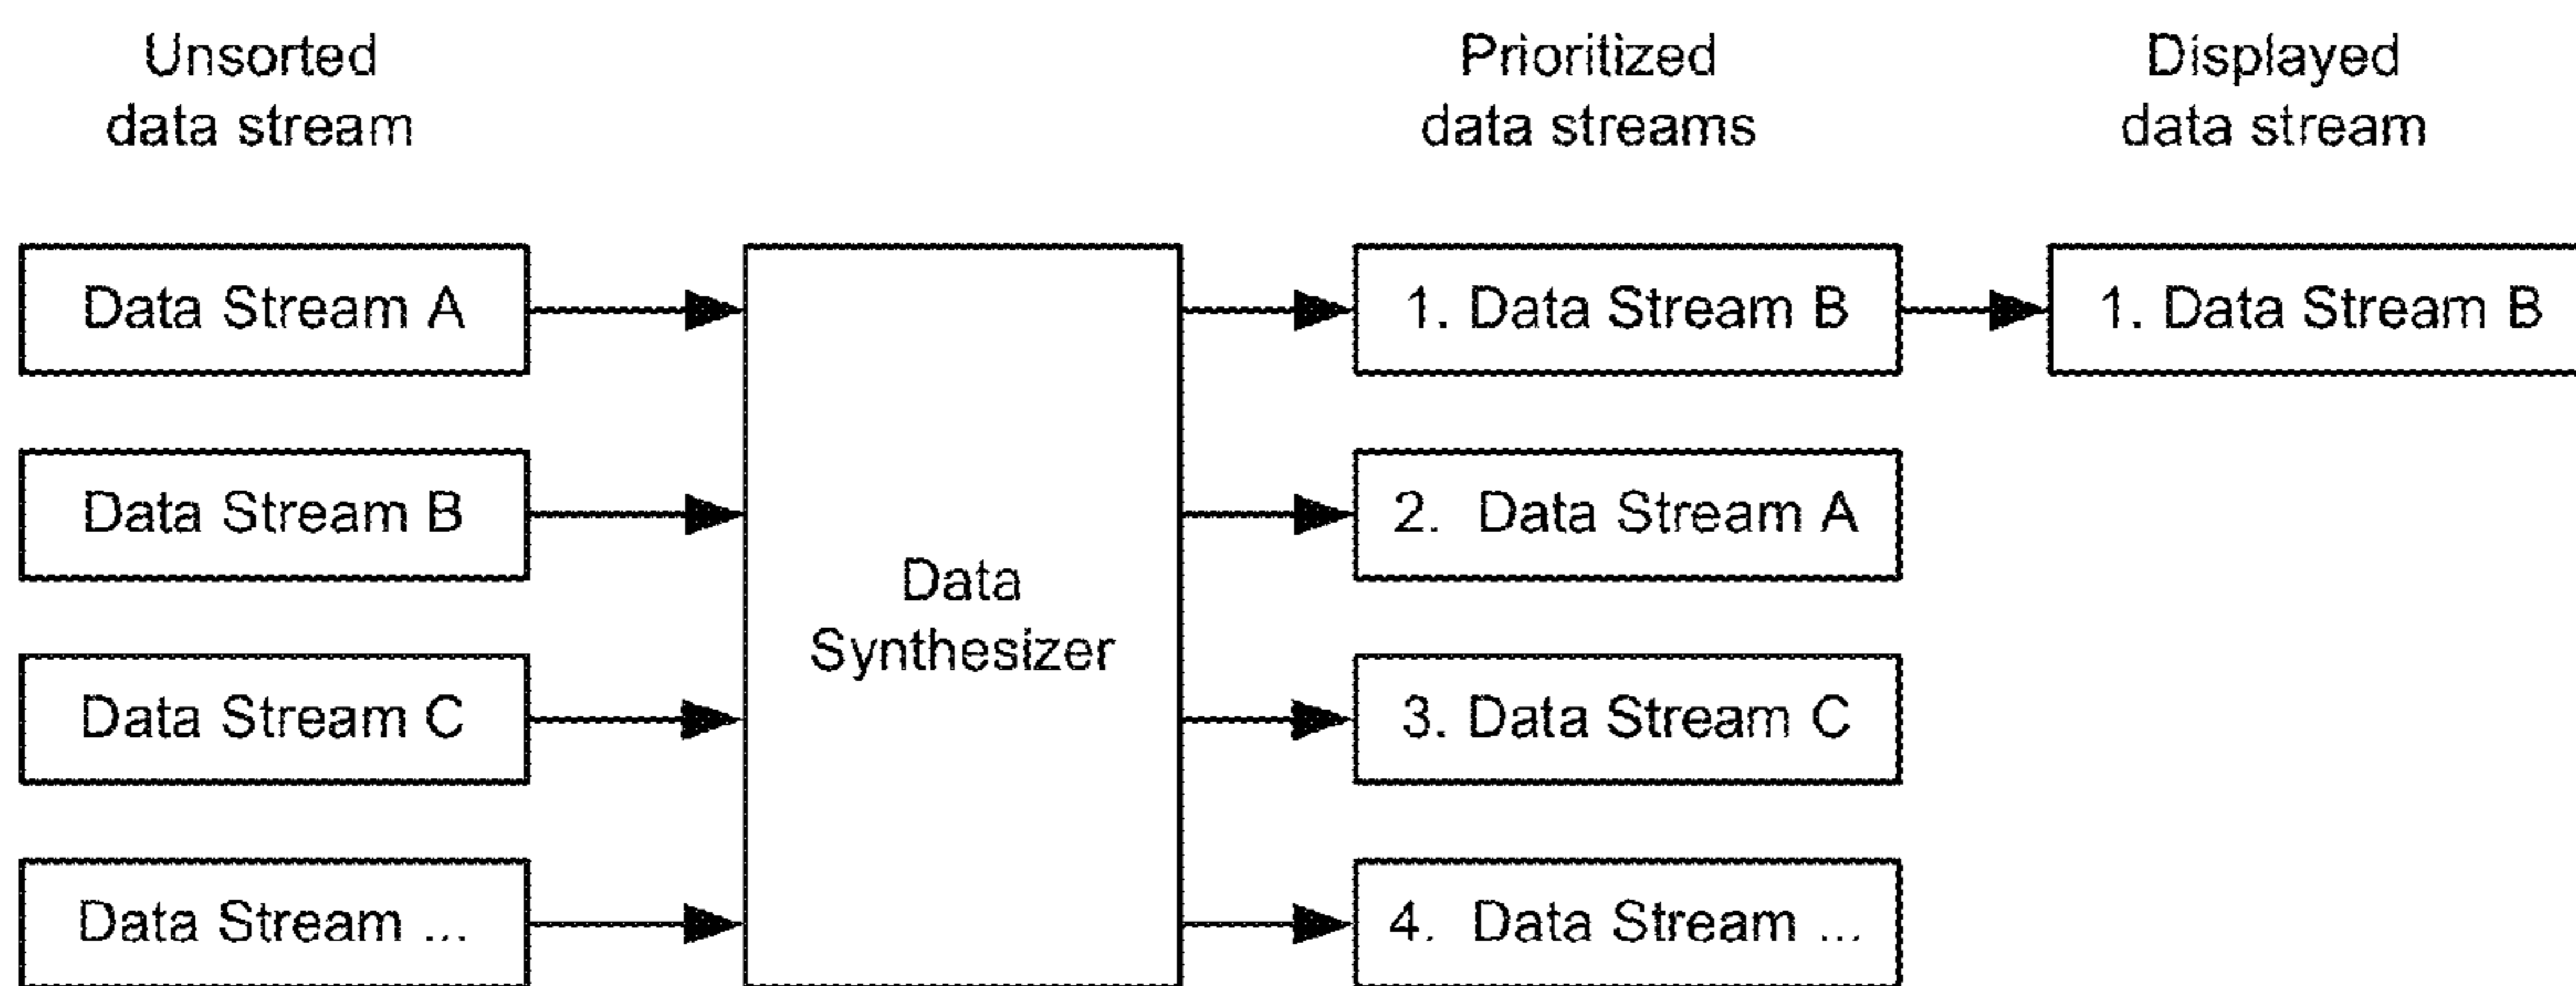 Unsorted
data stream
Prioritized
data streams
Displayed
data stream
Data Stream A
1. Data Stream B
1. Data Stream B
Data Stream B
2. Data Stream A
Data
Synthesizer
Data Stream C
3. Data Stream C
Data Stream ...
4. Data Stream ...